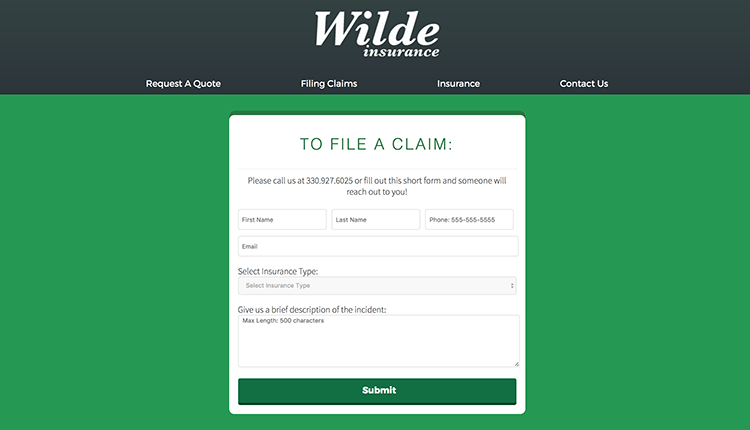 Wilde
insurance
Request A Quote Filing Claims Insurance Contact Us
TO FILE A CLAIM:
Please call us at 330.927.6025 or fill out this short form and someone will
reach out to you!
First Name Last Name Phone: 555-555-5555
Email
Select Insurance Type:
Select Insurance Type
Give us a brief description of the incident:
Max Length: 500 characters
Submit